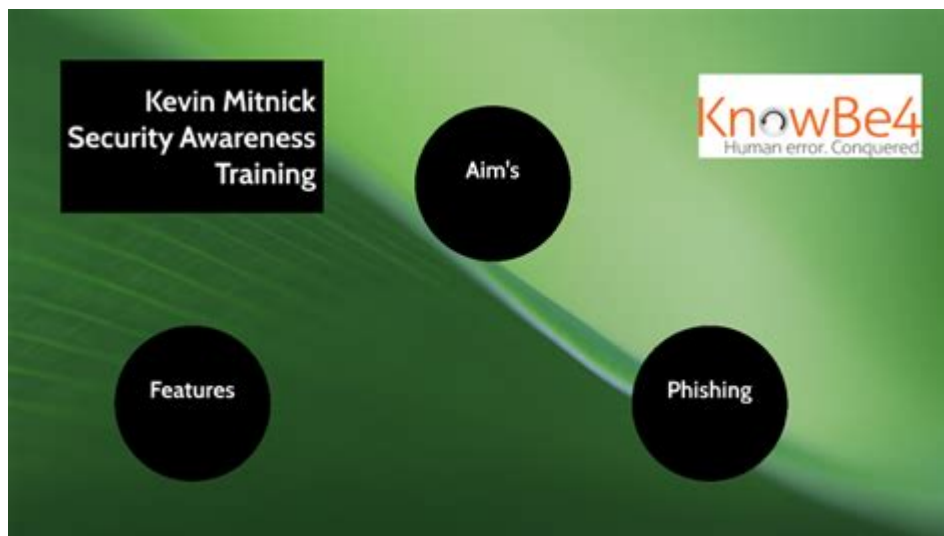 Kevin Mitnick
Security Awareness
Training
KnowBe4
Human error. Conquered.
Aim's
Features
Phishing